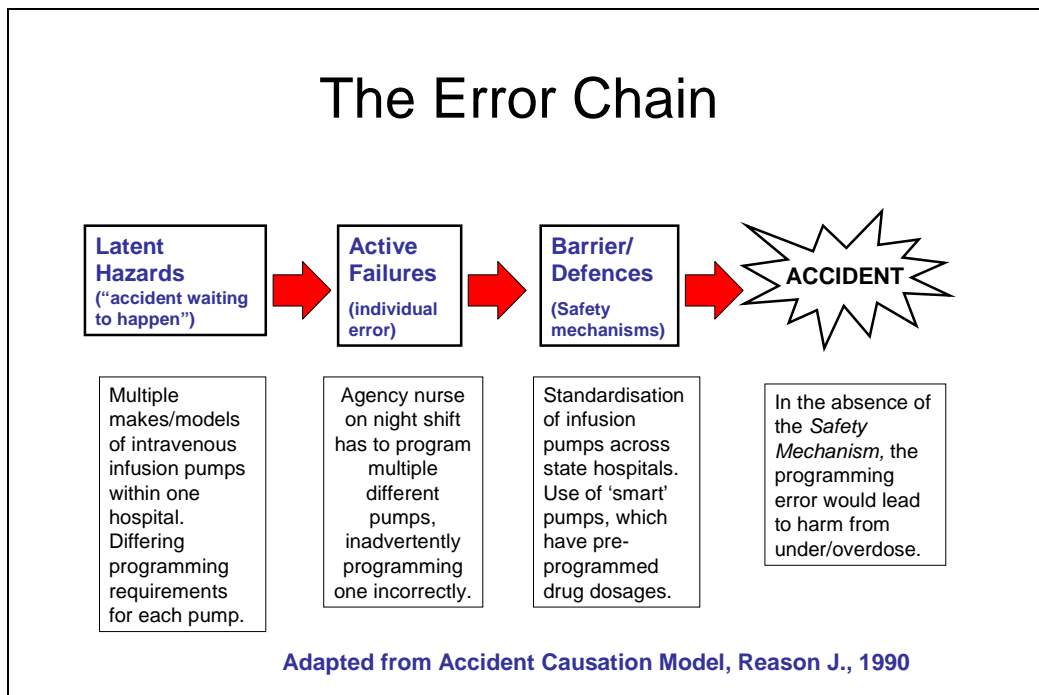 The Error Chain
Latent
Hazards
(“accident waiting
to happen”)
Active
Failures
(individual
error)
Barrier/
Defences
(Safety
mechanisms)
ACCIDENT
Multiple
makes/models
of intravenous
infusion pumps
within one
hospital.
Differing
programming
requirements
for each pump.
Agency nurse
on night shift
has to program
multiple
different
pumps,
inadvertently
programming
one incorrectly.
Standardisation
of infusion
pumps across
state hospitals.
Use of ‘smart’
pumps, which
have pre-
programmed
drug dosages.
In the absence of
the Safety
Mechanism, the
programming
error would lead
to harm from
under/overdose.
Adapted from Accident Causation Model, Reason J., 1990